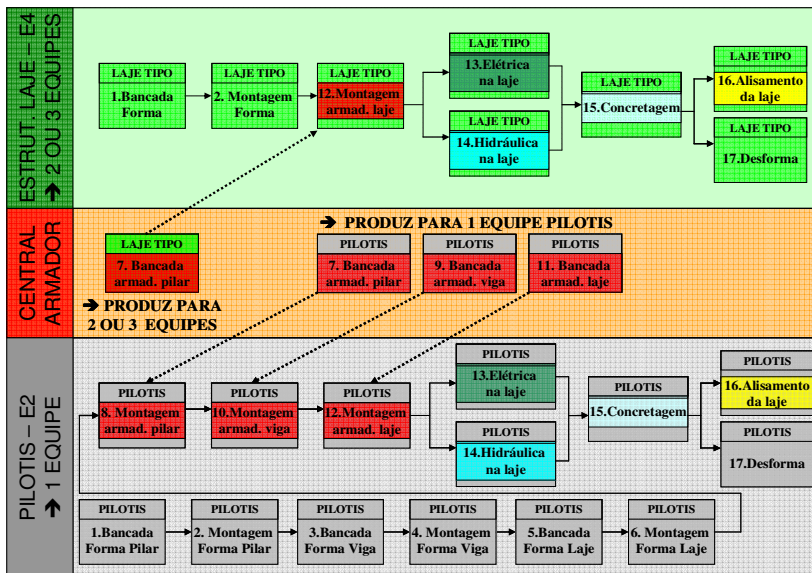 ESTRUT. LAJE – E4
➔ 2 OU 3 EQUIPES
LAJE TIPO
1.Bancada
Forma
LAJE TIPO
2. Montagem
Forma
LAJE TIPO
12.Montagem
armad. laje
LAJE TIPO
13.Elétrica
na laje
LAJE TIPO
14.Hidráulica
na laje
LAJE TIPO
15.Concretagem
LAJE TIPO
16.Alisamento
da laje
LAJE TIPO
17.Desforma
CENTRAL
ARMADOR
➔ PRODUZ PARA 1 EQUIPE PILOTIS
LAJE TIPO
7. Bancada
armad. pilar
PILOTIS
7. Bancada
armad. pilar
PILOTIS
9. Bancada
armad. viga
PILOTIS
11. Bancada
armad. laje
➔ PRODUZ PARA
2 OU 3 EQUIPES
PILOTIS – E2
➔ 1 EQUIPE
PILOTIS
8. Montagem
armad. pilar
PILOTIS
10.Montagem
armad. viga
PILOTIS
12.Montagem
armad. laje
PILOTIS
13.Elétrica
na laje
PILOTIS
14.Hidráulica
na laje
PILOTIS
15.Concretagem
PILOTIS
16.Alisamento
da laje
PILOTIS
17.Desforma
PILOTIS
1.Bancada
Forma Pilar
PILOTIS
2. Montagem
Forma Pilar
PILOTIS
3.Bancada
Forma Viga
PILOTIS
4. Montagem
Forma Viga
PILOTIS
5.Bancada
Forma Laje
PILOTIS
6. Montagem
Forma Laje